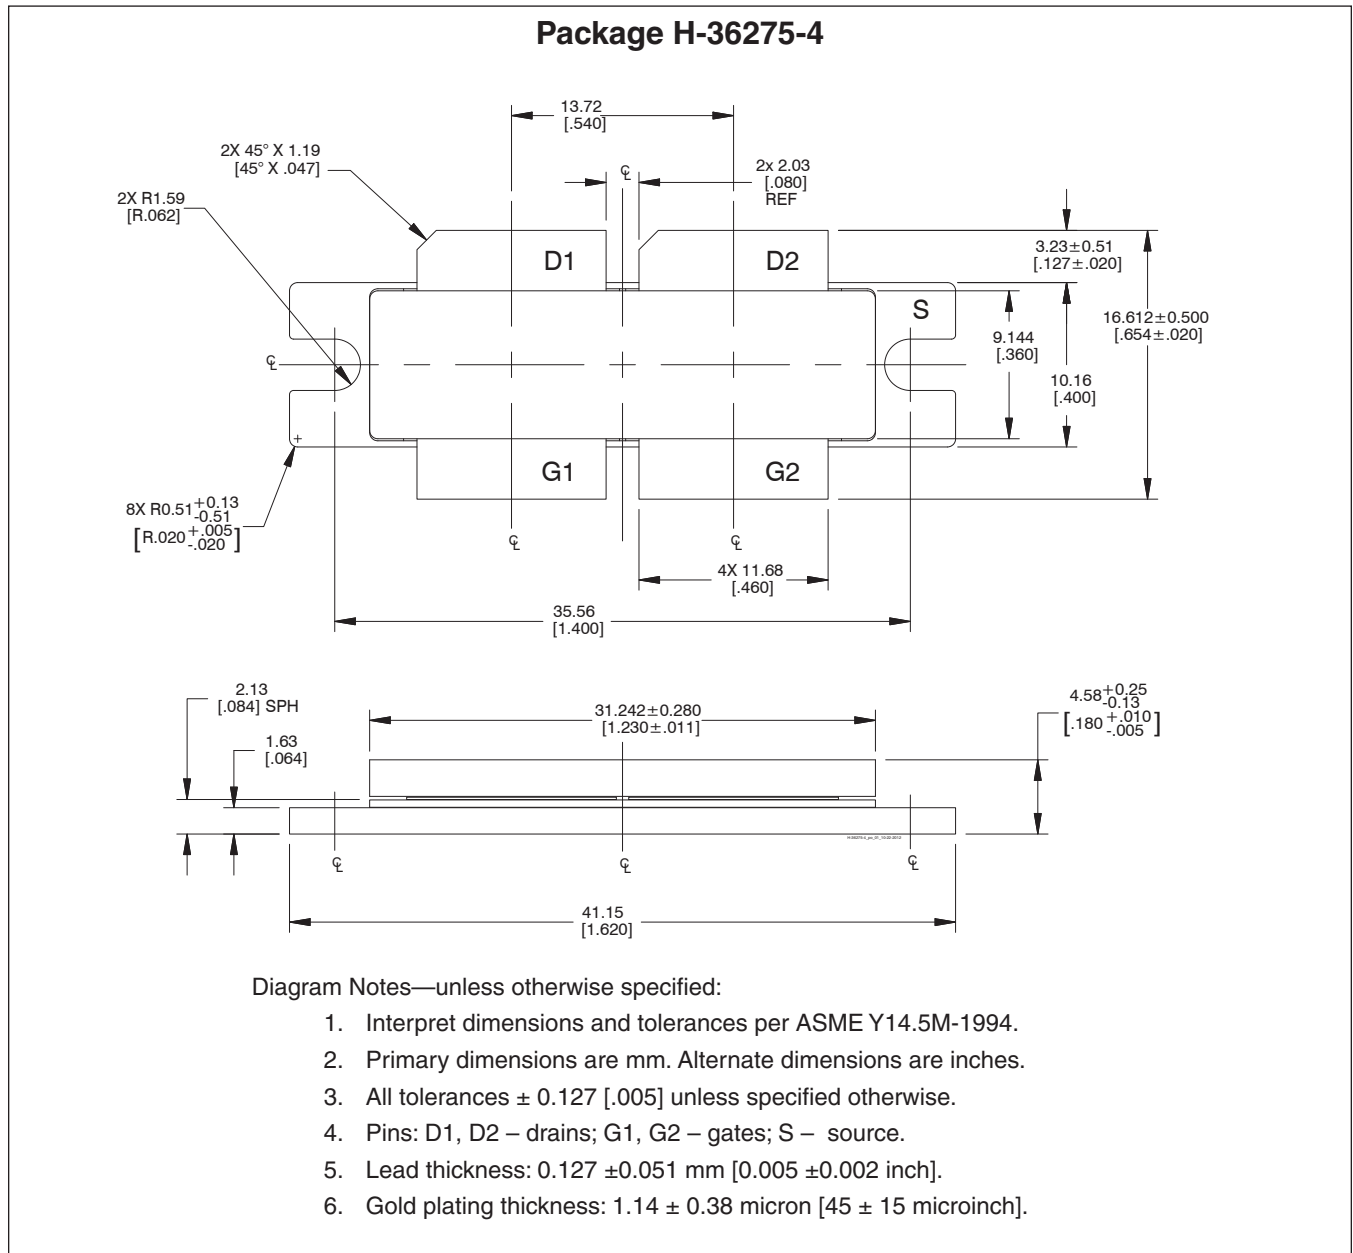 Package H-36275-4
13.72
[.540]
2X 45° X 1.19
[45° X .047]
℄
2x 2.03
[.080]
REF
2X R1.59
[R.062]
D1
D2
3.23±0.51
[.127±.020]
S
16.612±0.500
[.654±.020]
9.144
[.360]
℄
10.16
[.400]
G1
G2
8X R0.51+0.13
-0.51
[R.020+.005
-.020]
℄
℄
4X 11.68
[.460]
35.56
[1.400]
2.13
[.084] SPH
4.58+0.25
-0.13
[.180+.010
-.005]
31.242±0.280
[1.230±.011]
1.63
[.064]
℄
℄
℄
41.15
[1.620]
Diagram Notes—unless otherwise specified:
1. Interpret dimensions and tolerances per ASME Y14.5M-1994.
2. Primary dimensions are mm. Alternate dimensions are inches.
3. All tolerances ± 0.127 [.005] unless specified otherwise.
4. Pins: D1, D2 – drains; G1, G2 – gates; S – source.
5. Lead thickness: 0.127 ±0.051 mm [0.005 ±0.002 inch].
6. Gold plating thickness: 1.14 ± 0.38 micron [45 ± 15 microinch].